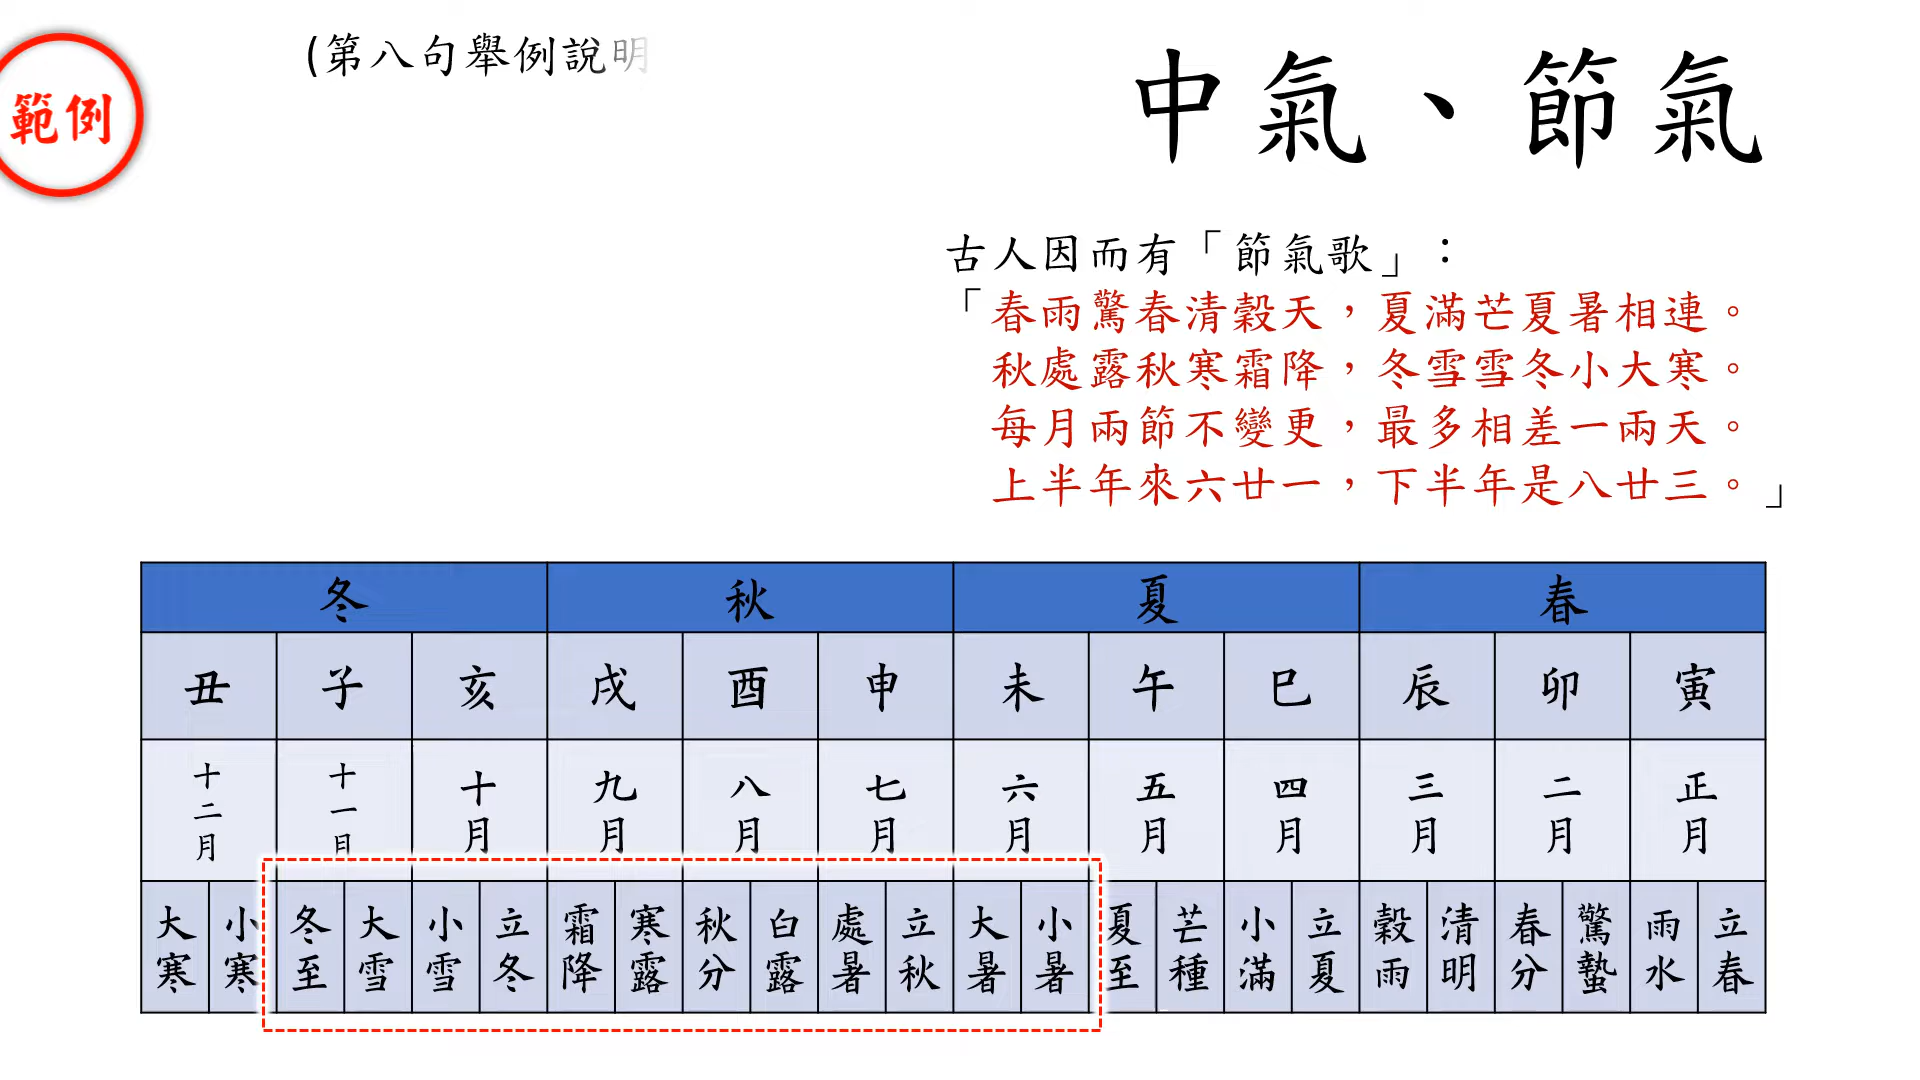 範例
(第八句舉例說明
中氣、節氣
古人因而有「節氣歌」：
「春雨驚春清穀天，夏滿芒夏暑相連。
秋處露秋寒霜降，冬雪雪冬小大寒。
每月兩節不變更，最多相差一兩天。
上半年來六廿一，下半年是八廿三。」
冬 秋 夏 春
丑 子 亥 戌 酉 申 未 午 巳 辰 卯 寅
十二月 十一月 十月 九月 八月 七月 六月 五月 四月 三月 二月 正月
大寒 小寒 冬至 大雪 小雪 立冬 霜降 寒露 秋分 白露 處暑 立秋 大暑 小暑 夏至 芒種 小滿 立夏 穀雨 清明 春分 驚蟄 雨水 立春